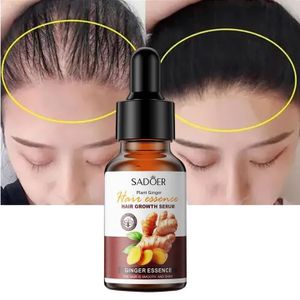 SADOER
Plant Ginger
Hair essence
HAIR GROWTH SERUM
GINGER ESSENCE